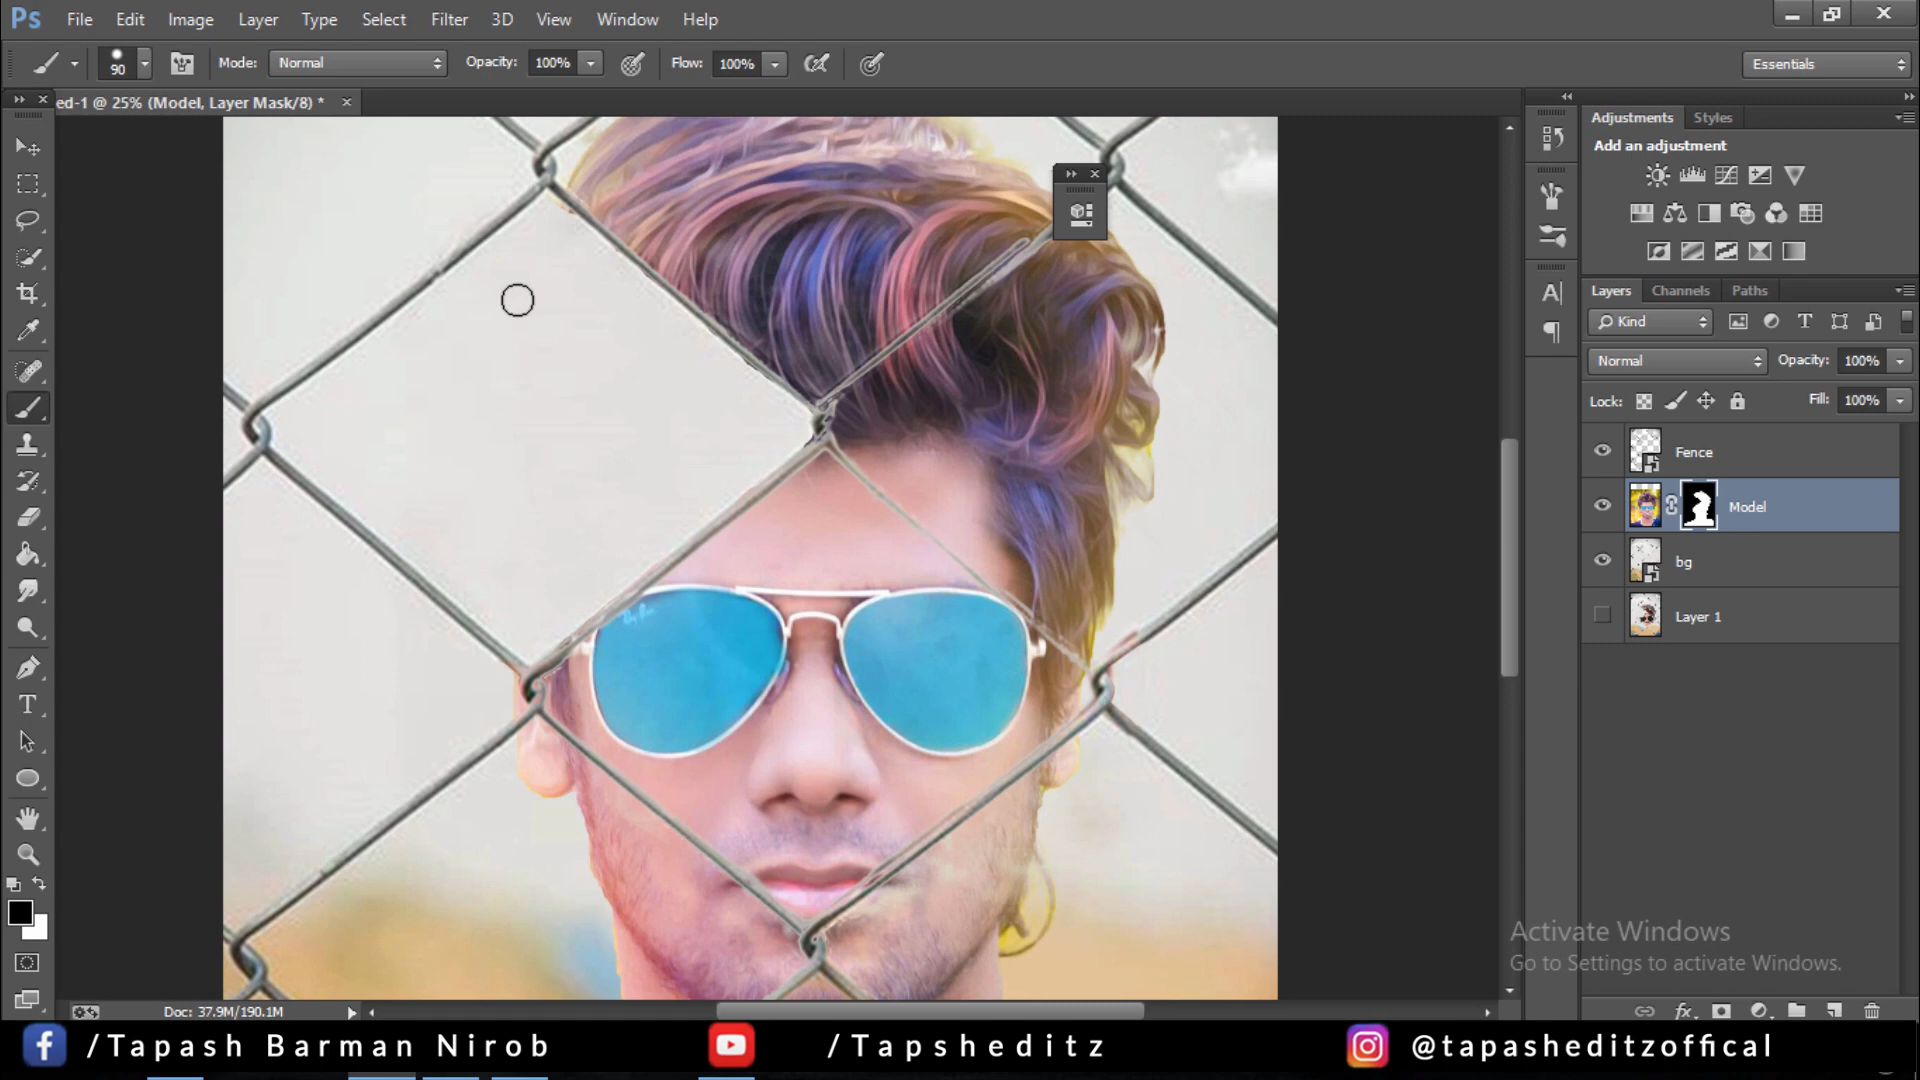 Ps File Edit Image Layer Type Select Filter 3D View Window Help
90 Mode: Normal Opacity: 100% Flow: 100% Essentials
ed-1 @ 25% (Model, Layer Mask/8) *
Adjustments Styles
Add an adjustment
Layers Channels Paths
Kind
Normal Opacity: 100%
Lock: Fill: 100%
Fence
Model
bg
Layer 1
Activate Windows
Go to Settings to activate Windows.
Doc: 37.9M/190.1M
/Tapash Barman Nirob /Tapsheditz @tapasheditzoffical